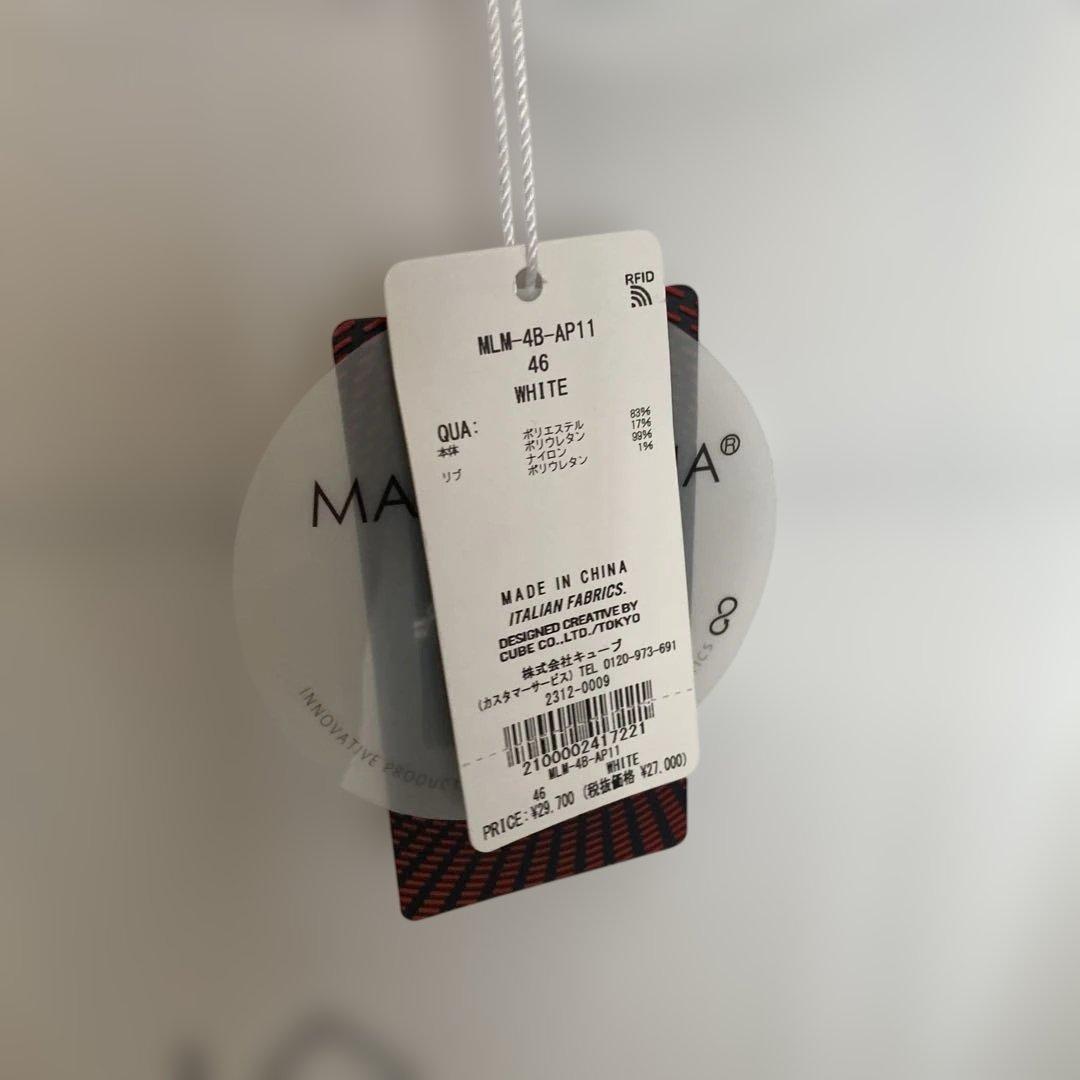 RFID
MLM-4B-AP11
46
WHITE
QUA:
本体 ポリエステル 83%
ポリウレタン 17%
ナイロン 99%
リブ ポリウレタン 1%
MADE IN CHINA
ITALIAN FABRICS.
DESIGNED CREATIVE BY
CUBE CO.,LTD./TOKYO
株式会社キューブ
(カスタマーサービス) TEL 0120-973-691
2312-0009
2100002417221
MLM-4B-AP11
46 WHITE
PRICE:¥29,700 (税抜価格 ¥27,000)
INNOVATIVE PRODUCT